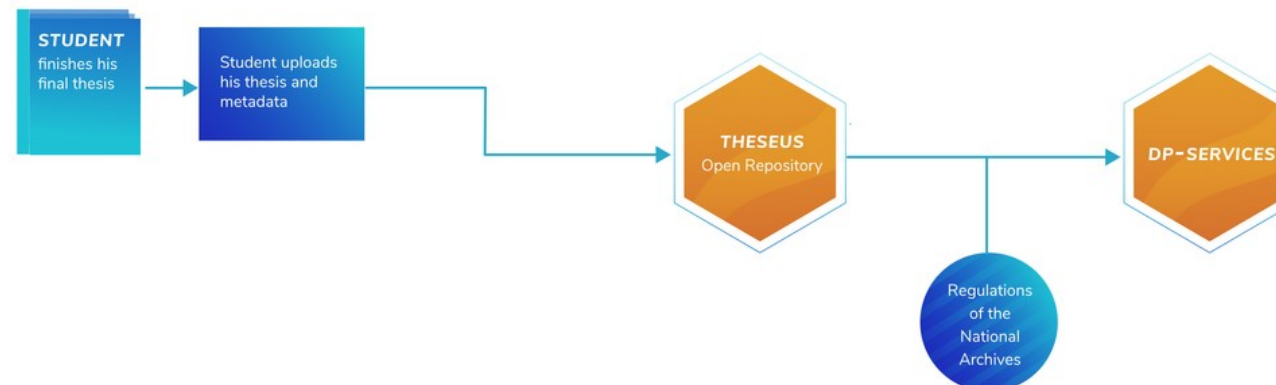 STUDENT
finishes his
final thesis
Student uploads
his thesis and
metadata
THESEUS
Open Repository
DP-SERVICES
Regulations
of the
National
Archives